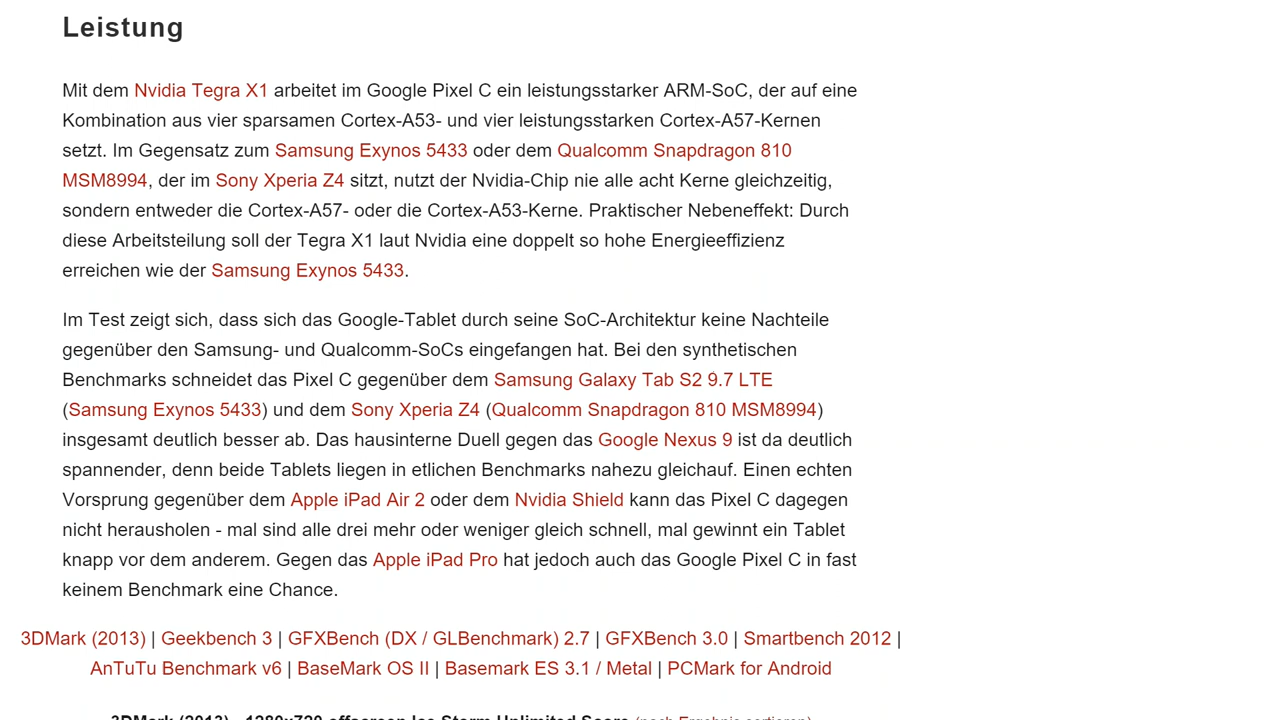 Leistung
Mit dem Nvidia Tegra X1 arbeitet im Google Pixel C ein leistungsstarker ARM-SoC, der auf eine
Kombination aus vier sparsamen Cortex-A53- und vier leistungsstarken Cortex-A57-Kernen
setzt. Im Gegensatz zum Samsung Exynos 5433 oder dem Qualcomm Snapdragon 810
MSM8994, der im Sony Xperia Z4 sitzt, nutzt der Nvidia-Chip nie alle acht Kerne gleichzeitig,
sondern entweder die Cortex-A57- oder die Cortex-A53-Kerne. Praktischer Nebeneffekt: Durch
diese Arbeitsteilung soll der Tegra X1 laut Nvidia eine doppelt so hohe Energieeffizienz
erreichen wie der Samsung Exynos 5433.
Im Test zeigt sich, dass sich das Google-Tablet durch seine SoC-Architektur keine Nachteile
gegenüber den Samsung- und Qualcomm-SoCs eingefangen hat. Bei den synthetischen
Benchmarks schneidet das Pixel C gegenüber dem Samsung Galaxy Tab S2 9.7 LTE
(Samsung Exynos 5433) und dem Sony Xperia Z4 (Qualcomm Snapdragon 810 MSM8994)
insgesamt deutlich besser ab. Das hausinterne Duell gegen das Google Nexus 9 ist da deutlich
spannender, denn beide Tablets liegen in etlichen Benchmarks nahezu gleichauf. Einen echten
Vorsprung gegenüber dem Apple iPad Air 2 oder dem Nvidia Shield kann das Pixel C dagegen
nicht herausholen - mal sind alle drei mehr oder weniger gleich schnell, mal gewinnt ein Tablet
knapp vor dem anderem. Gegen das Apple iPad Pro hat jedoch auch das Google Pixel C in fast
keinem Benchmark eine Chance.
3DMark (2013) | Geekbench 3 | GFXBench (DX / GLBenchmark) 2.7 | GFXBench 3.0 | Smartbench 2012 |
AnTuTu Benchmark v6 | BaseMark OS II | Basemark ES 3.1 / Metal | PCMark for Android
3DMark (2013) - 1280x720 offscreen Ice Storm Unlimited Score (nach Ergebnis sortieren)